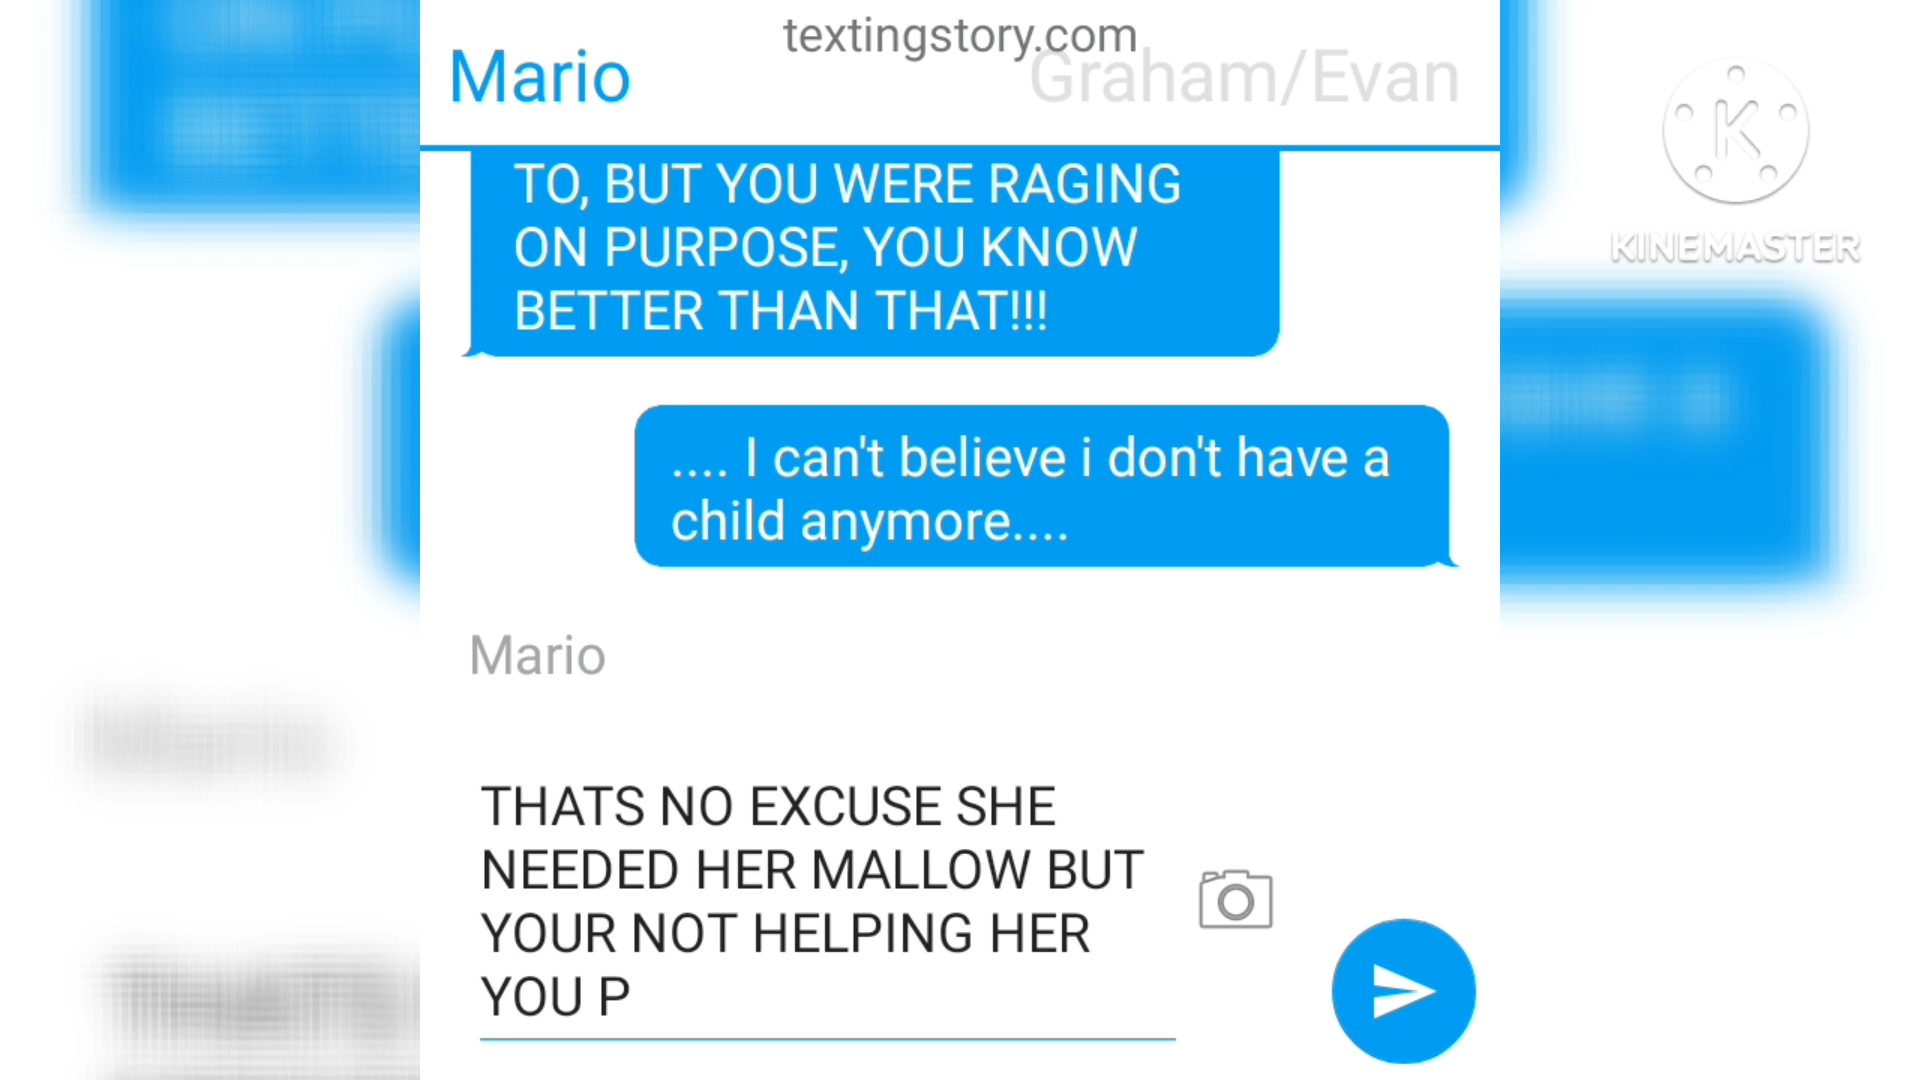 textingstory.com
Mario
Graham/Evan
KINEMASTER
TO, BUT YOU WERE RAGING
ON PURPOSE, YOU KNOW
BETTER THAN THAT!!!
.... I can't believe i don't have a
child anymore....
Mario
THATS NO EXCUSE SHE
NEEDED HER MALLOW BUT
YOUR NOT HELPING HER
YOU P